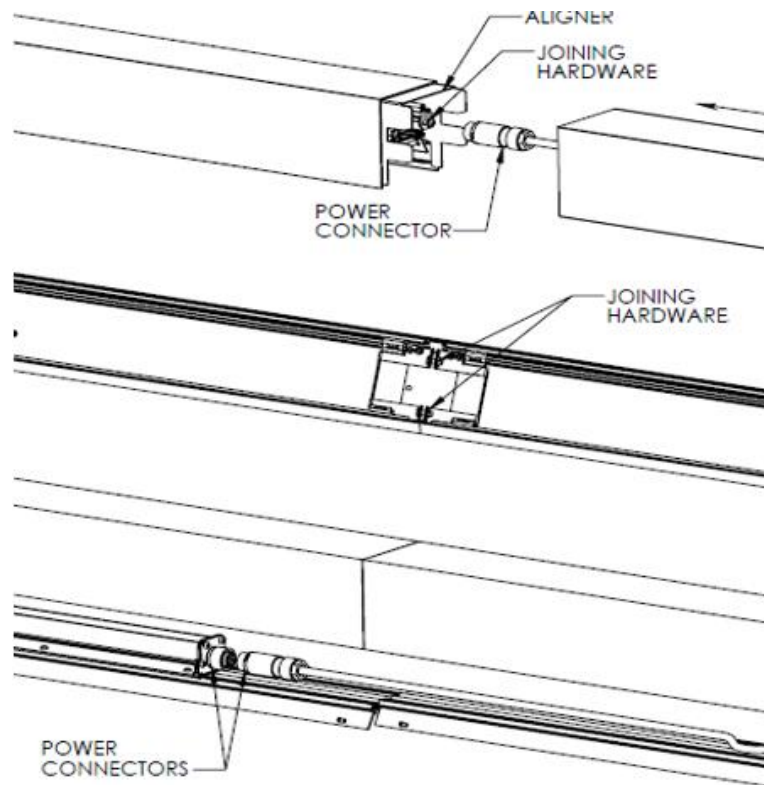 ALIGNER
JOINING
HARDWARE
POWER
CONNECTOR
JOINING
HARDWARE
POWER
CONNECTORS